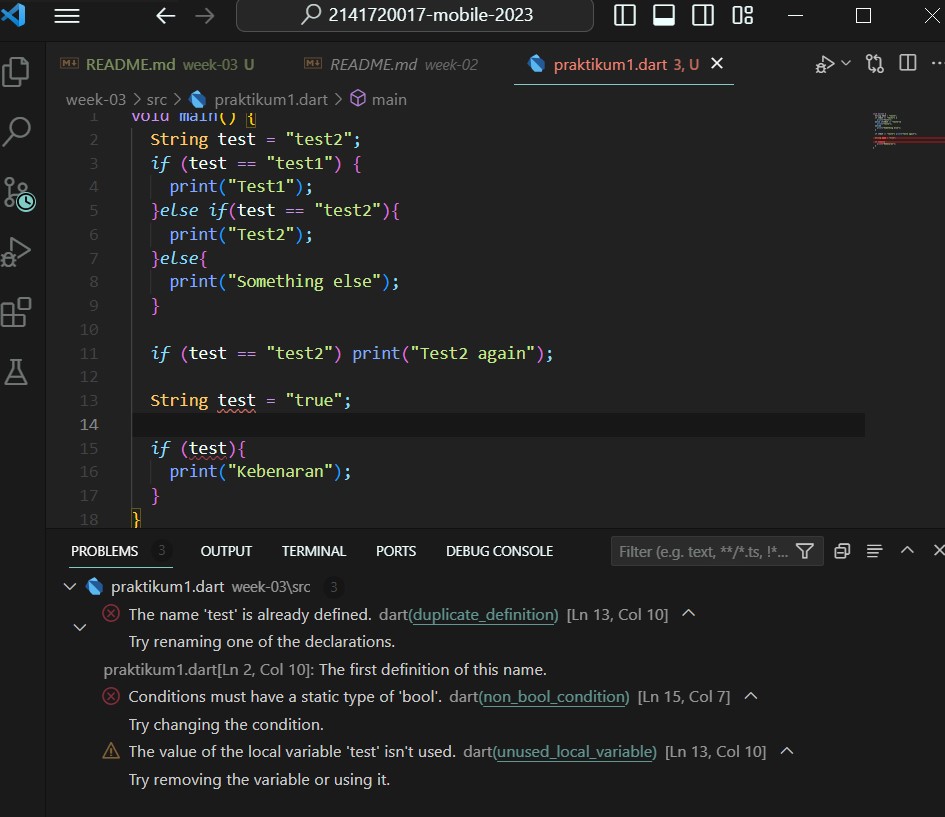 2141720017-mobile-2023
README.md week-03 U
README.md week-02
praktikum1.dart 3, U
week-03 > src > praktikum1.dart > main
1 void main() {
2 String test = "test2";
3 if (test == "test1") {
4 print("Test1");
5 }else if(test == "test2"){
6 print("Test2");
7 }else{
8 print("Something else");
9 }
10
11 if (test == "test2") print("Test2 again");
12
13 String test = "true";
14
15 if (test){
16 print("Kebenaran");
17 }
18 }
PROBLEMS 3 OUTPUT TERMINAL PORTS DEBUG CONSOLE Filter (e.g. text, **/*.ts, !*...
praktikum1.dart week-03\src 3
The name 'test' is already defined. dart(duplicate_definition) [Ln 13, Col 10]
Try renaming one of the declarations.
praktikum1.dart[Ln 2, Col 10]: The first definition of this name.
Conditions must have a static type of 'bool'. dart(non_bool_condition) [Ln 15, Col 7]
Try changing the condition.
The value of the local variable 'test' isn't used. dart(unused_local_variable) [Ln 13, Col 10]
Try removing the variable or using it.